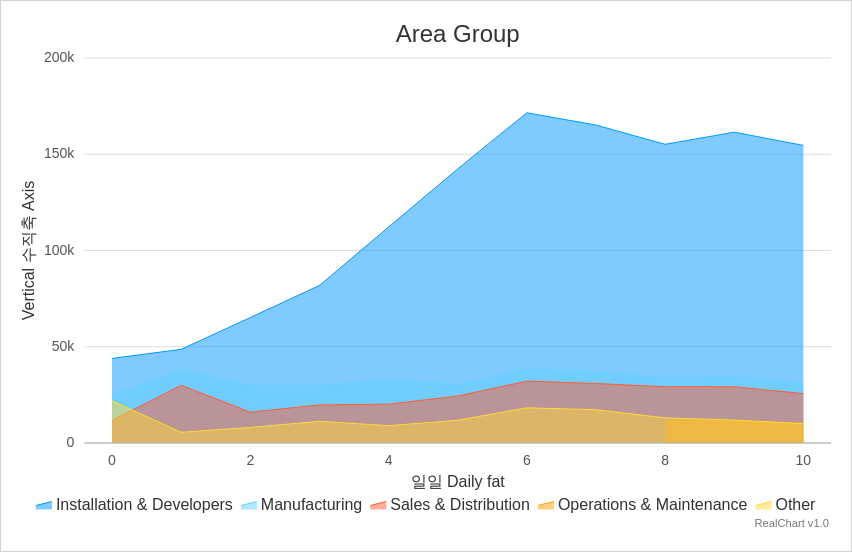 Area Group
200k
150k
100k
50k
0
Vertical 수직축 Axis
0 2 4 6 8 10
일일 Daily fat
Installation & Developers Manufacturing Sales & Distribution Operations & Maintenance Other
RealChart v1.0